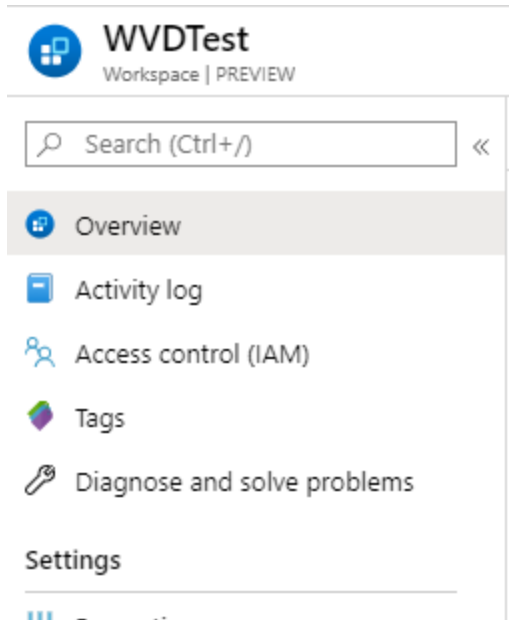 WVDTest
Workspace | PREVIEW
Search (Ctrl+/)
«
Overview
Activity log
Access control (IAM)
Tags
Diagnose and solve problems
Settings